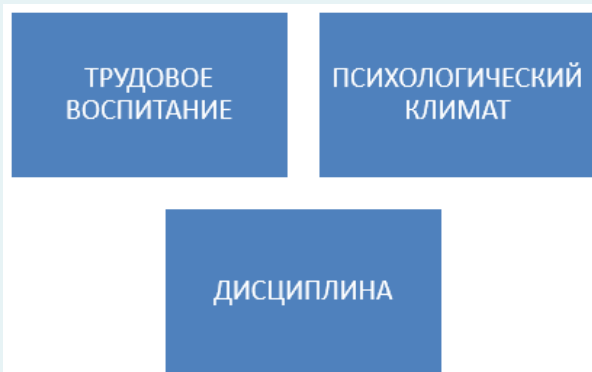 ТРУДОВОЕ
ВОСПИТАНИЕ
ПСИХОЛОГИЧЕСКИЙ
КЛИМАТ
ДИСЦИПЛИНА